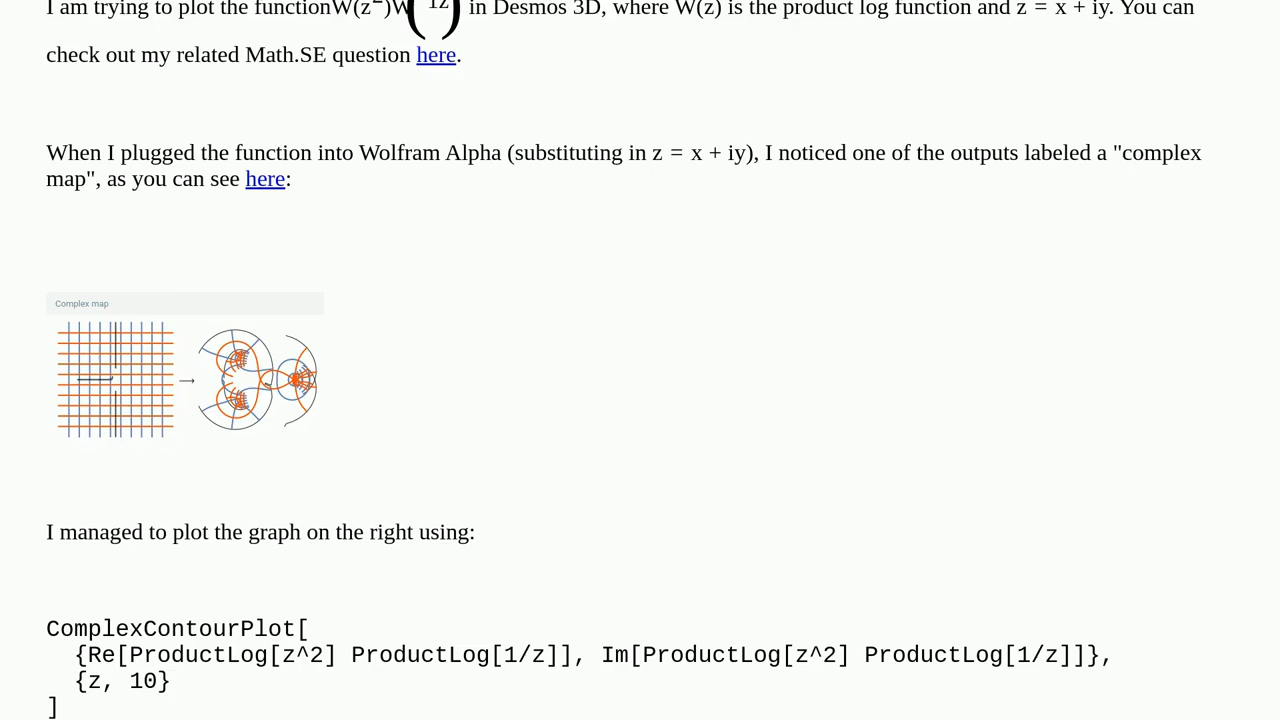 I am trying to plot the functionW(z²)W(1z) in Desmos 3D, where W(z) is the product log function and z = x + iy. You can
check out my related Math.SE question here.
When I plugged the function into Wolfram Alpha (substituting in z = x + iy), I noticed one of the outputs labeled a "complex
map", as you can see here:
Complex map
I managed to plot the graph on the right using:
ComplexContourPlot[
  {Re[ProductLog[z^2] ProductLog[1/z]], Im[ProductLog[z^2] ProductLog[1/z]]},
  {z, 10}
]